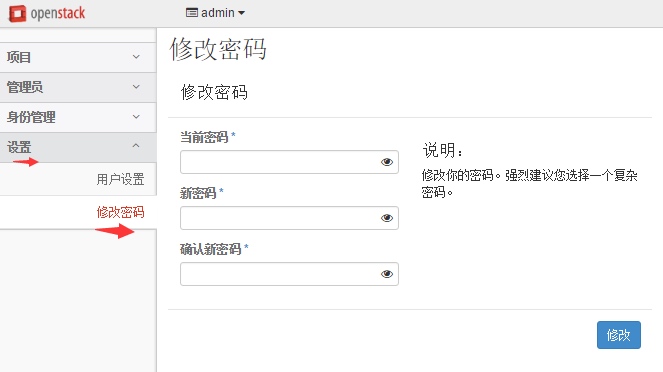 openstack
admin
项目
管理员
身份管理
设置
用户设置
修改密码
修改密码
修改密码
当前密码 *
新密码 *
确认新密码 *
说明：
修改你的密码。强烈建议您选择一个复杂
密码。
修改